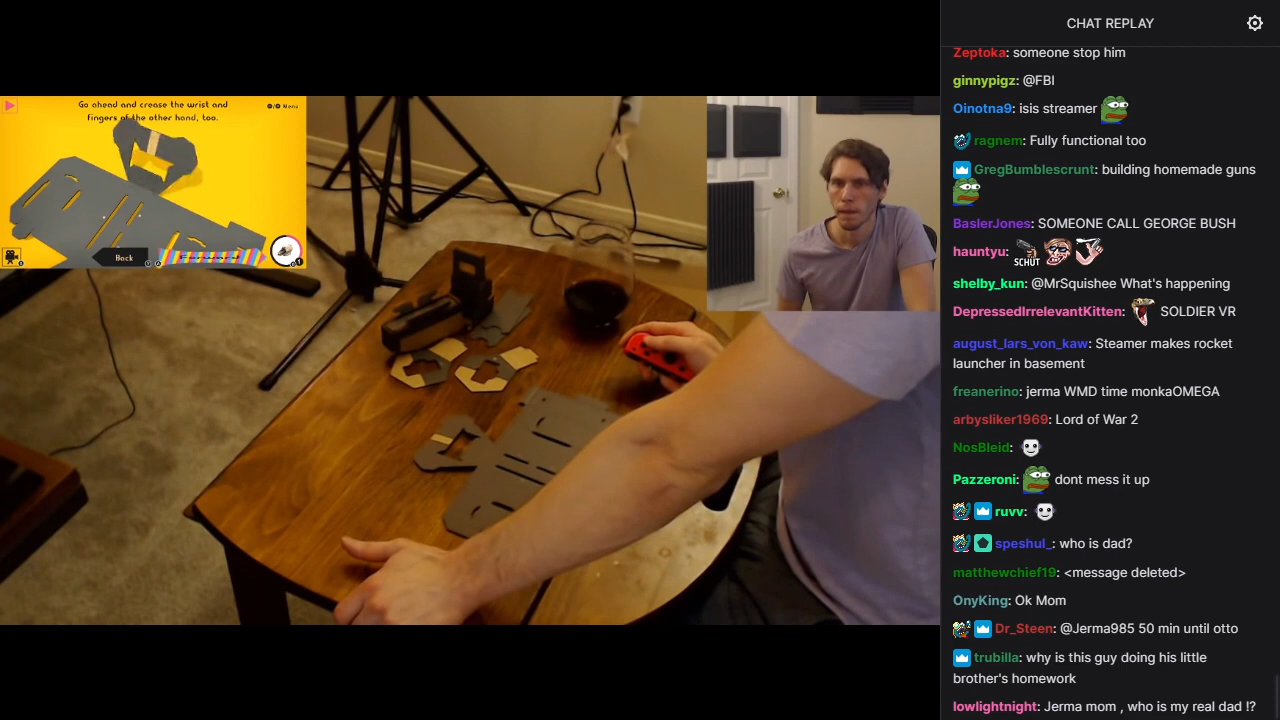 Go ahead and crease the wrist and
fingers of the other hand, too.
Menu
Back
CHAT REPLAY
Zeptoka: someone stop him
ginnypigz: @FBI
Oinotna9: isis streamer
ragnem: Fully functional too
GregBumblescrunt: building homemade guns
BaslerJones: SOMEONE CALL GEORGE BUSH
hauntyu: SCHUT
shelby_kun: @MrSquishee What's happening
DepressedIrrelevantKitten: SOLDIER VR
august_lars_von_kaw: Steamer makes rocket
launcher in basement
freanerino: jerma WMD time monkaOMEGA
arbysliker1969: Lord of War 2
NosBleid:
Pazzeroni: dont mess it up
ruvv:
speshul_: who is dad?
matthewchief19: <message deleted>
OnyKing: Ok Mom
Dr_Steen: @Jerma985 50 min until otto
trubilla: why is this guy doing his little
brother's homework
lowlightnight: Jerma mom , who is my real dad !?